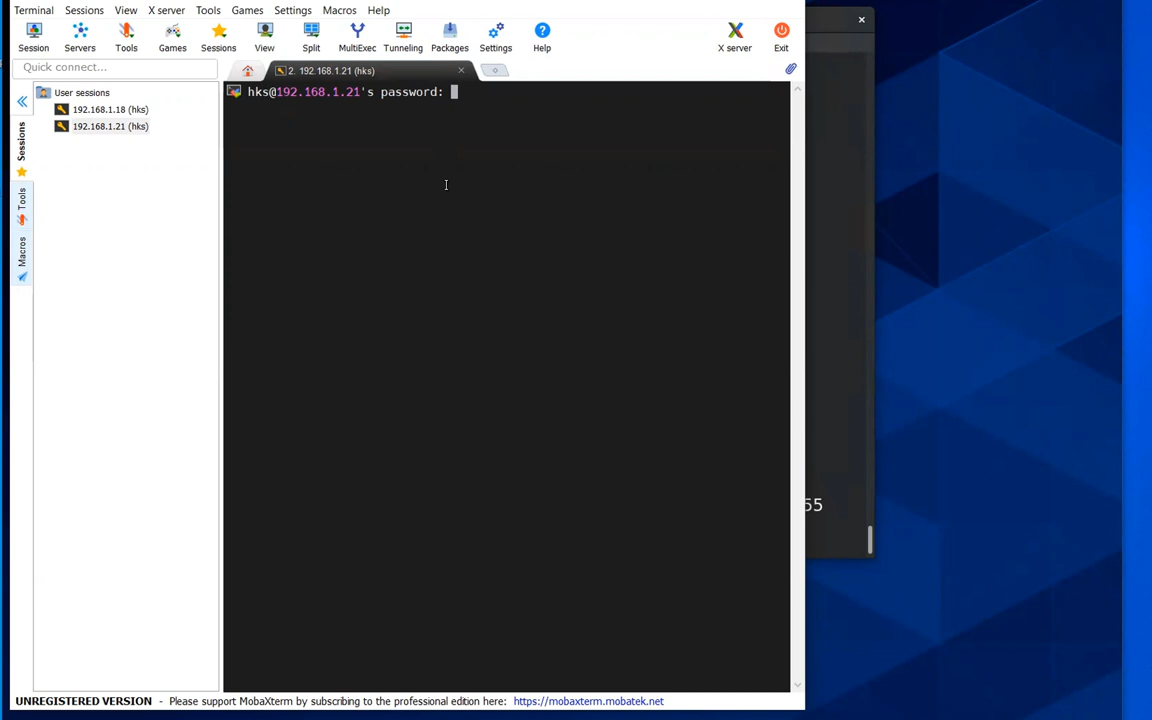 Terminal Sessions View X server Tools Games Settings Macros Help
Session Servers Tools Games Sessions View Split MultiExec Tunneling Packages Settings Help X server Exit
Quick connect...
2. 192.168.1.21 (hks)
User sessions
192.168.1.18 (hks)
192.168.1.21 (hks)
Sessions
Tools
Macros
hks@192.168.1.21's password:
55
UNREGISTERED VERSION - Please support MobaXterm by subscribing to the professional edition here: https://mobaxterm.mobatek.net